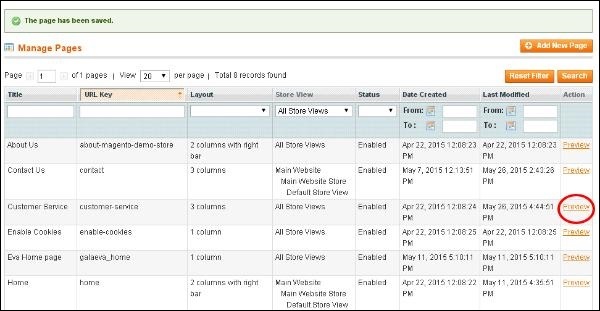 The page has been saved.
Manage Pages
Add New Page
Page 1 of 1 pages | View 20 per page | Total 8 records found
Reset Filter Search
Title URL Key Layout Store View Status Date Created Last Modified Action
All Store Views From: From:
To : To :
About Us about-magento-demo-store 2 columns with right All Store Views Enabled Apr 22, 2015 12:08:23 Apr 22, 2015 12:08:23 Preview
bar PM PM
Contact Us contact 3 columns Main Website Enabled May 7, 2015 12:13:51 May 26, 2015 2:43:26 Preview
Main Website Store PM PM
Default Store View
Customer Service customer-service 3 columns All Store Views Enabled Apr 22, 2015 12:08:24 May 26, 2015 4:44:51 Preview
PM PM
Enable Cookies enable-cookies 1 column All Store Views Enabled Apr 22, 2015 12:08:25 Apr 22, 2015 12:08:25 Preview
PM PM
Eva Home page galaeva_home 1 column All Store Views Enabled May 11, 2015 5:10:11 May 11, 2015 5:10:11 Preview
PM PM
Home home 2 columns with right Main Website Enabled Apr 22, 2015 12:08:22 May 11, 2015 4:35:51 Preview
bar Main Website Store PM PM
Default Store View